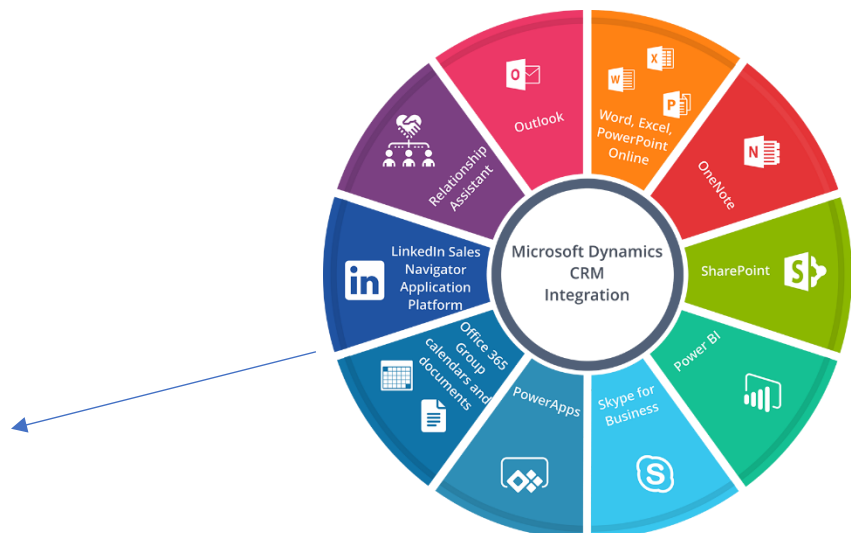 Microsoft Dynamics
CRM
Integration
Outlook
Word, Excel,
PowerPoint
Online
OneNote
SharePoint
Power BI
Skype for
Business
PowerApps
Office 365
Group
calendars and
documents
LinkedIn Sales
Navigator
Application
Platform
Relationship
Assistant
O
X
W
P
N
S
S
in